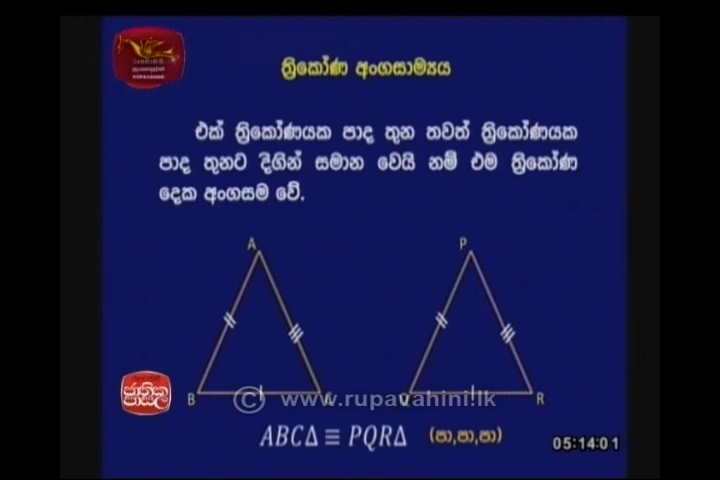 ත්‍රිකෝණ අංගසාම්‍යය
එක් ත්‍රිකෝණයක පාද තුන තවත් ත්‍රිකෝණයක
පාද තුනට දිගින් සමාන වෙයි නම් එම ත්‍රිකෝණ
දෙක අංගසම වේ.
A
P
B
Q
R
© www.rupavahini.lk
ජාතික
පාසල
ABCΔ ≡ PQRΔ (පා,පා,පා)
05:14:01